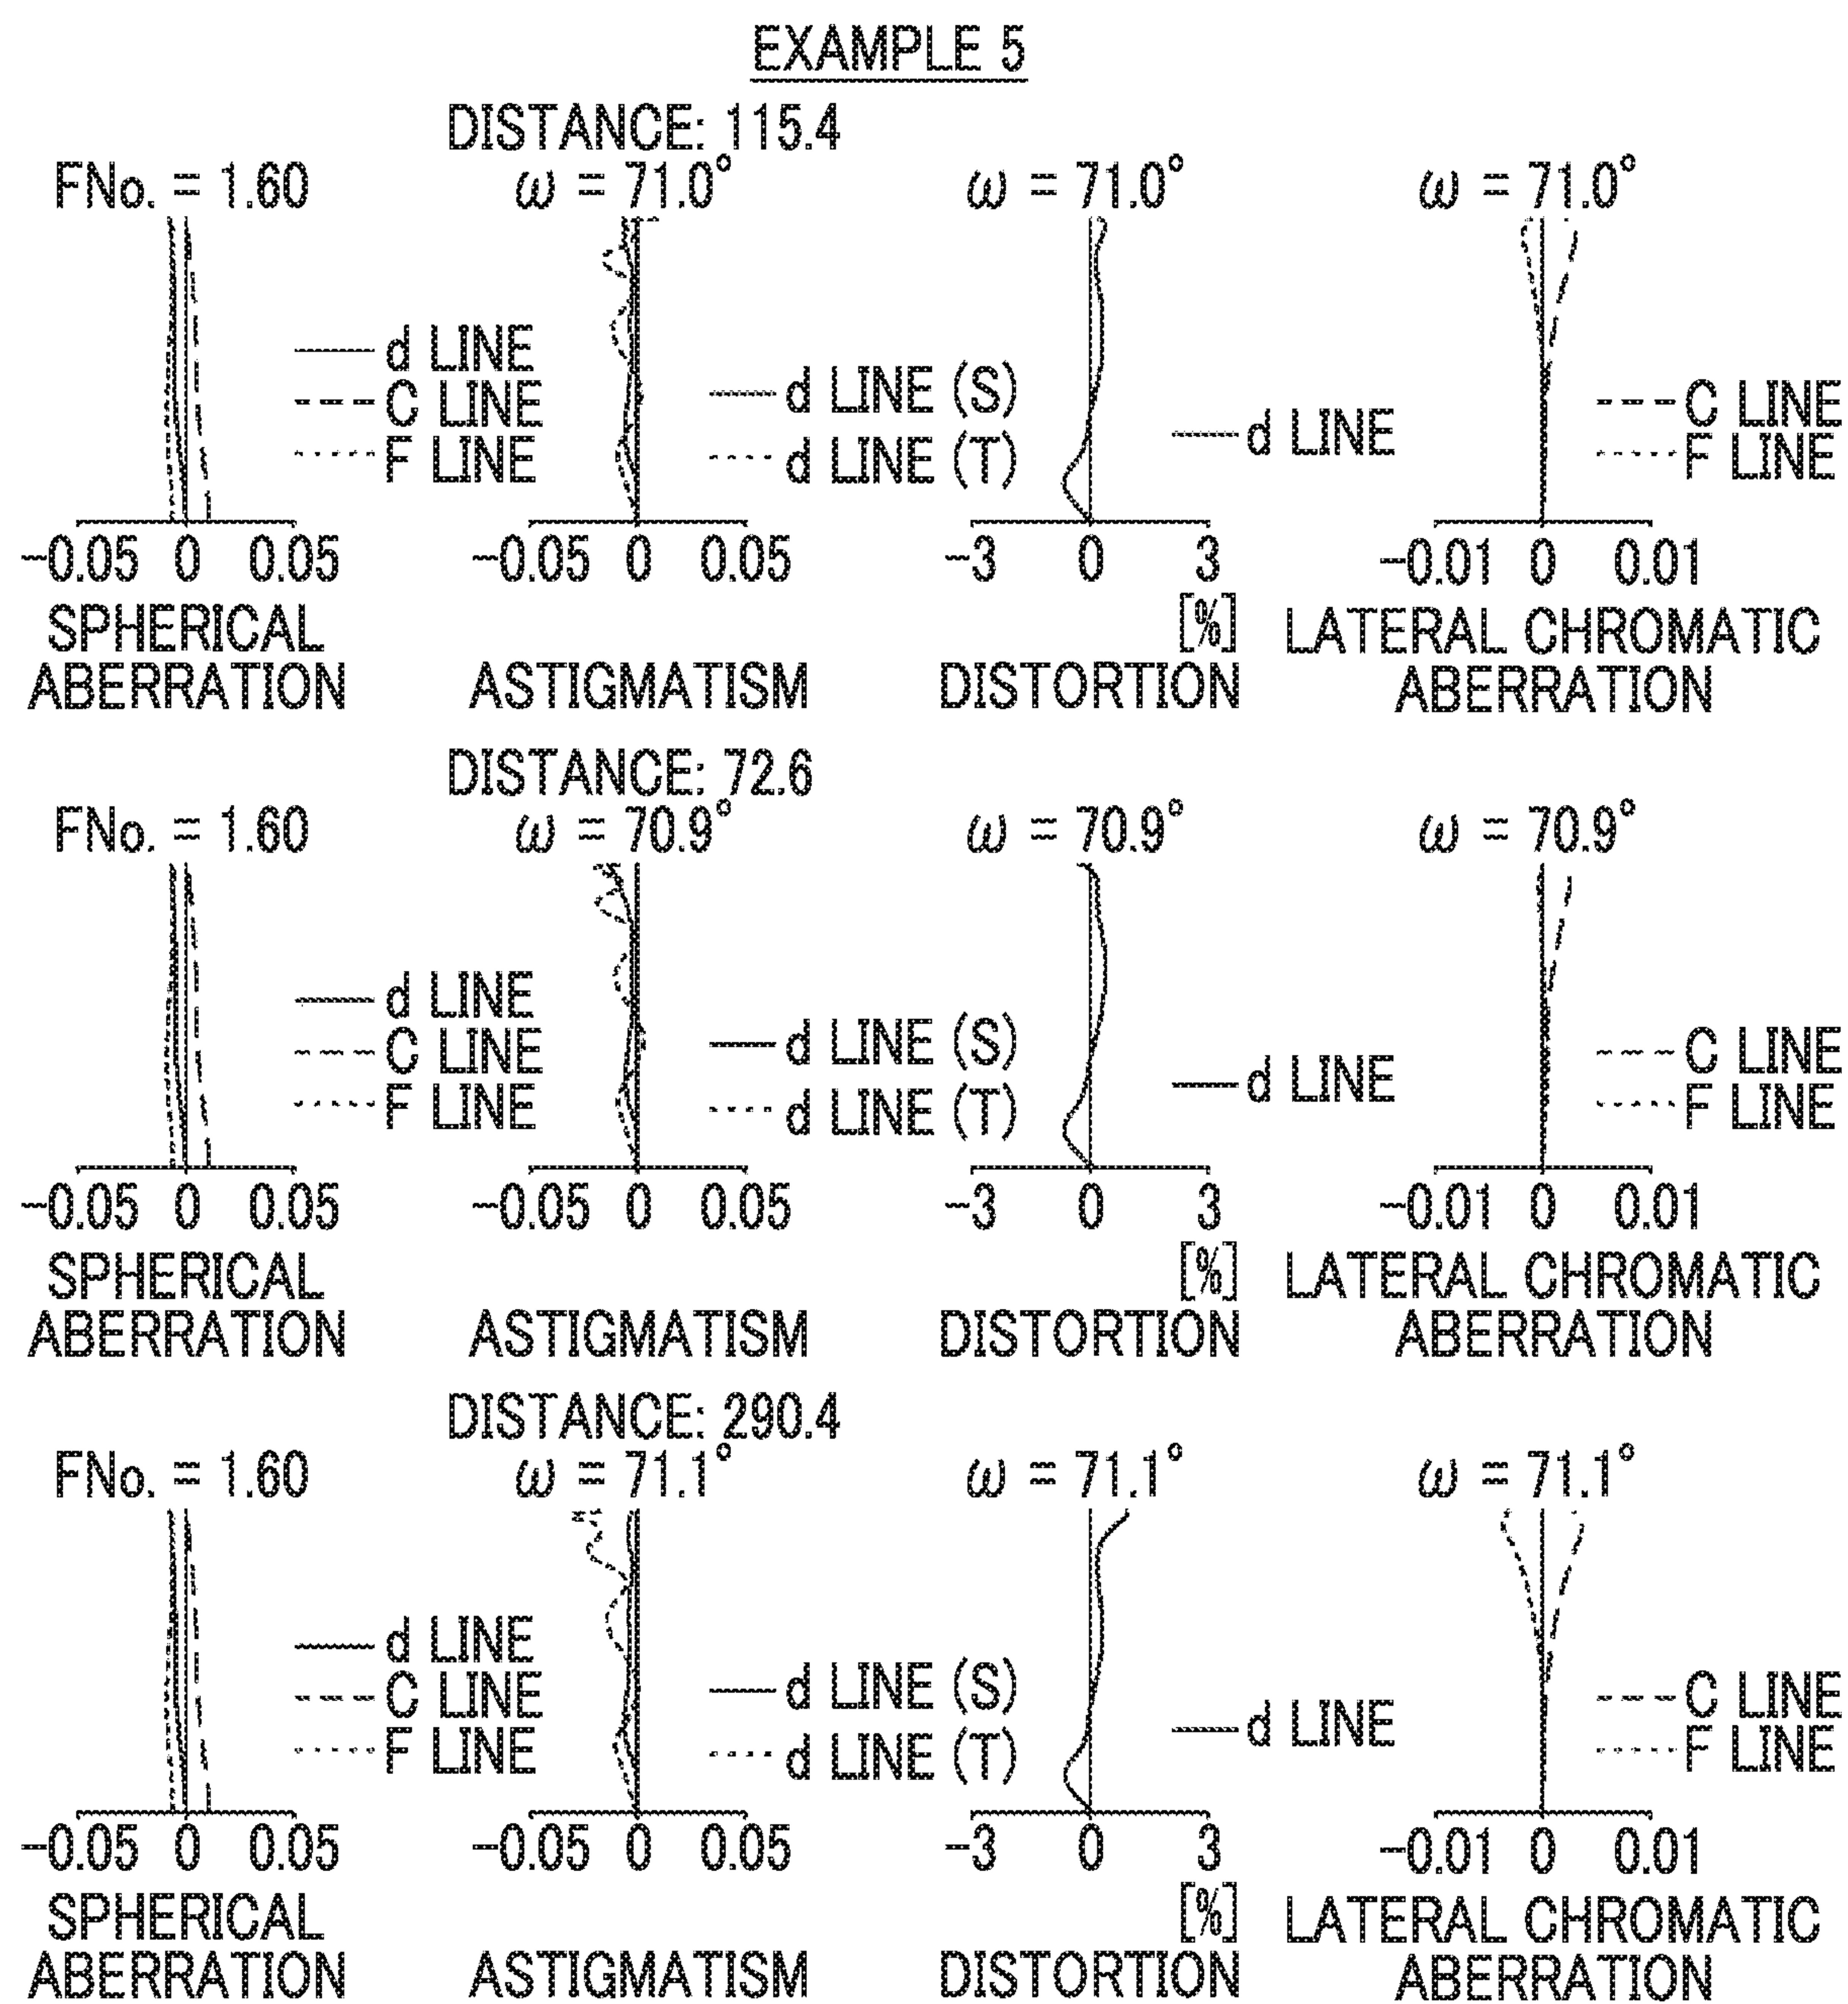 EXAMPLE 5
DISTANCE: 115.4
FNo. = 1.60
ω = 71.0°
ω = 71.0°
ω = 71.0°
d LINE
C LINE
F LINE
d LINE (S)
d LINE (T)
d LINE
C LINE
F LINE
-0.05 0 0.05
-0.05 0 0.05
-3 0 3
-0.01 0 0.01
[%]
SPHERICAL
ABERRATION
ASTIGMATISM
DISTORTION
LATERAL CHROMATIC
ABERRATION
DISTANCE: 72.6
FNo. = 1.60
ω = 70.9°
ω = 70.9°
ω = 70.9°
d LINE
C LINE
F LINE
d LINE (S)
d LINE (T)
d LINE
C LINE
F LINE
-0.05 0 0.05
-0.05 0 0.05
-3 0 3
-0.01 0 0.01
[%]
SPHERICAL
ABERRATION
ASTIGMATISM
DISTORTION
LATERAL CHROMATIC
ABERRATION
DISTANCE: 290.4
FNo. = 1.60
ω = 71.1°
ω = 71.1°
ω = 71.1°
d LINE
C LINE
F LINE
d LINE (S)
d LINE (T)
d LINE
C LINE
F LINE
-0.05 0 0.05
-0.05 0 0.05
-3 0 3
-0.01 0 0.01
[%]
SPHERICAL
ABERRATION
ASTIGMATISM
DISTORTION
LATERAL CHROMATIC
ABERRATION